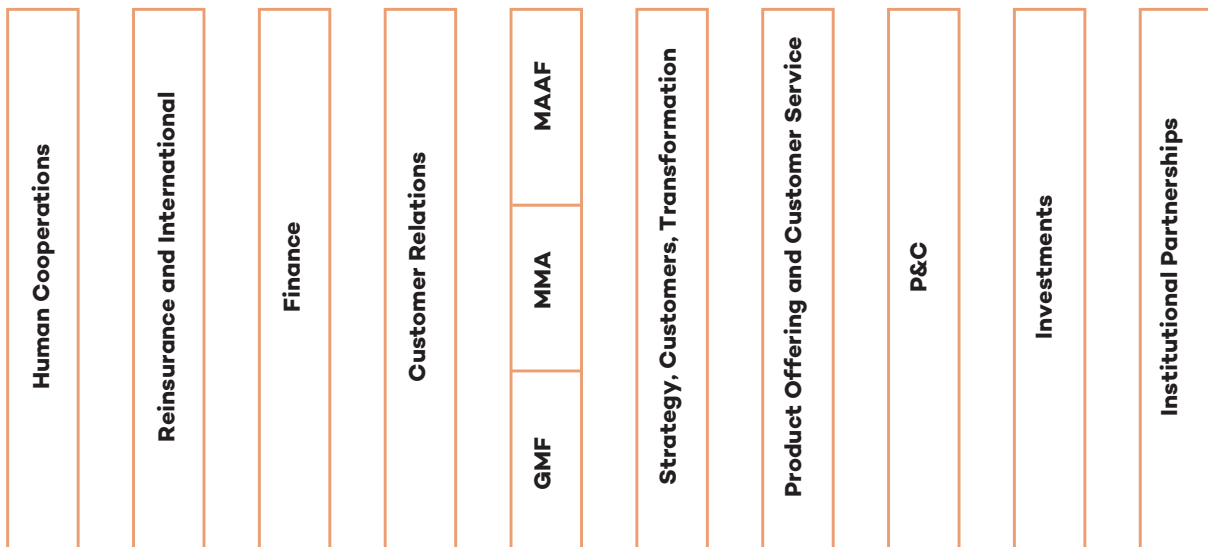 Human Cooperations
Reinsurance and International
Finance
Customer Relations
MAAF
MMA
GMF
Strategy, Customers, Transformation
Product Offering and Customer Service
P&C
Investments
Institutional Partnerships